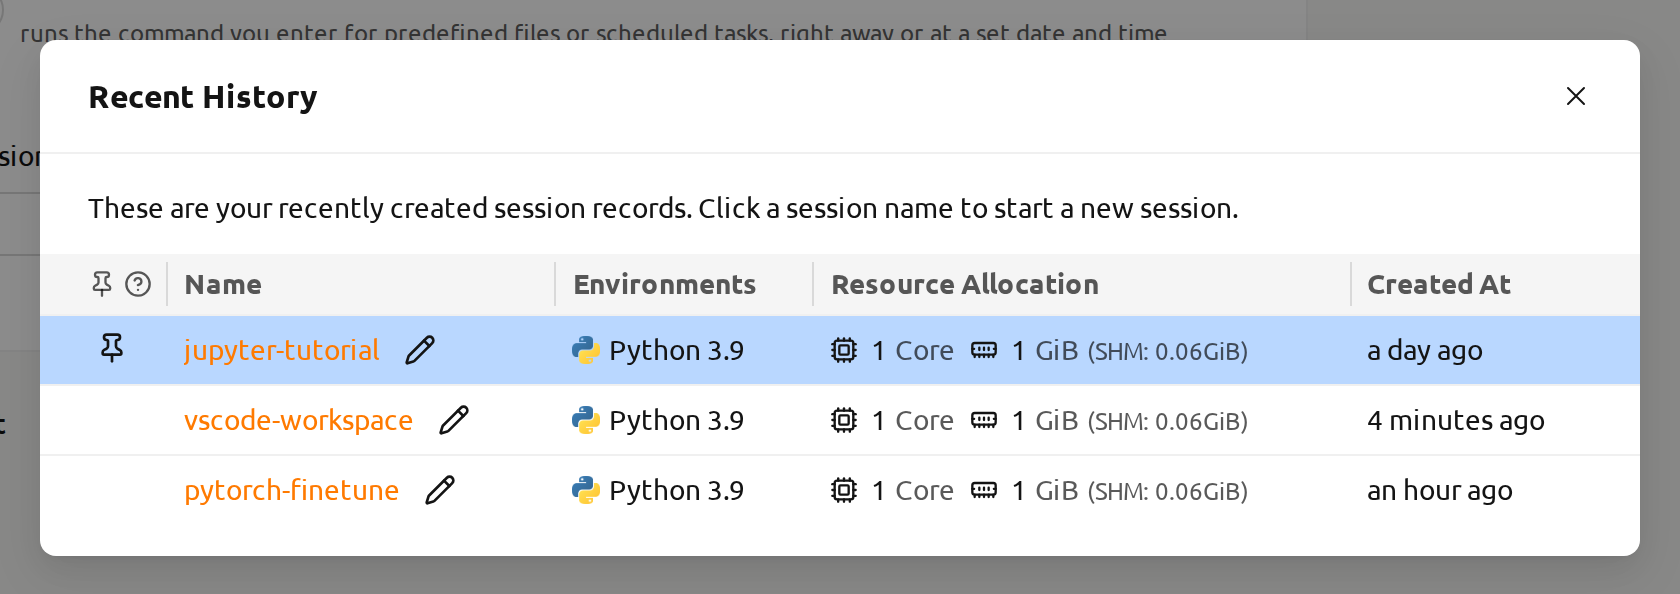 runs the command you enter for predefined files or scheduled tasks, right away or at a set date and time
Recent History
These are your recently created session records. Click a session name to start a new session.
Name Environments Resource Allocation Created At
jupyter-tutorial Python 3.9 1 Core 1 GiB (SHM: 0.06GiB) a day ago
vscode-workspace Python 3.9 1 Core 1 GiB (SHM: 0.06GiB) 4 minutes ago
pytorch-finetune Python 3.9 1 Core 1 GiB (SHM: 0.06GiB) an hour ago